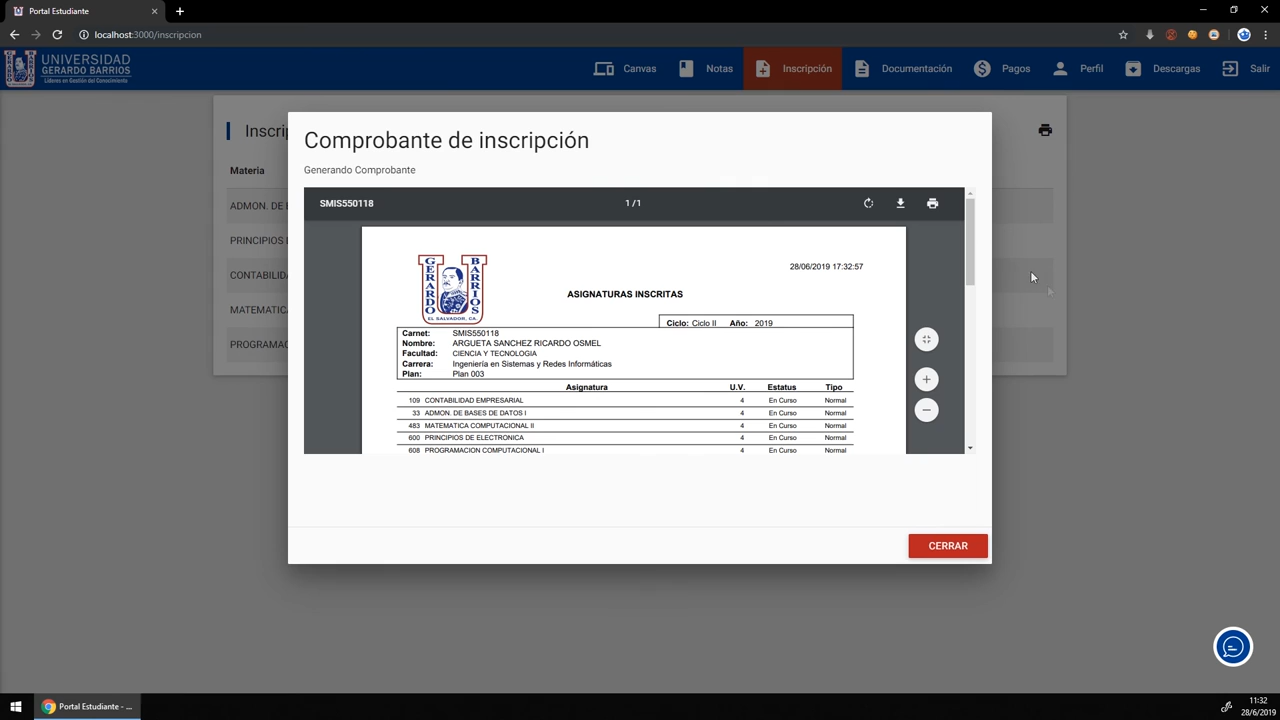 Portal Estudiante
localhost:3000/inscripcion
UNIVERSIDAD
GERARDO BARRIOS
Líderes en Gestión del Conocimiento
Canvas
Notas
Inscripción
Documentación
Pagos
Perfil
Descargas
Salir
Inscri
Materia
ADMON. DE B
PRINCIPIOS
CONTABILID
MATEMATIC
PROGRAMAC
Comprobante de inscripción
Generando Comprobante
SMIS550118
1 / 1
GERARDO
BARRIOS
EL SALVADOR, CA.
28/06/2019 17:32:57
ASIGNATURAS INSCRITAS
Ciclo: Ciclo II Año: 2019
Carnet: SMIS550118
Nombre: ARGUETA SANCHEZ RICARDO OSMEL
Facultad: CIENCIA Y TECNOLOGIA
Carrera: Ingeniería en Sistemas y Redes Informáticas
Plan: Plan 003
Asignatura U.V. Estatus Tipo
109 CONTABILIDAD EMPRESARIAL 4 En Curso Normal
33 ADMON. DE BASES DE DATOS I 4 En Curso Normal
483 MATEMATICA COMPUTACIONAL II 4 En Curso Normal
600 PRINCIPIOS DE ELECTRONICA 4 En Curso Normal
608 PROGRAMACION COMPUTACIONAL I 4 En Curso Normal
CERRAR
Portal Estudiante - ...
11:32
28/6/2019